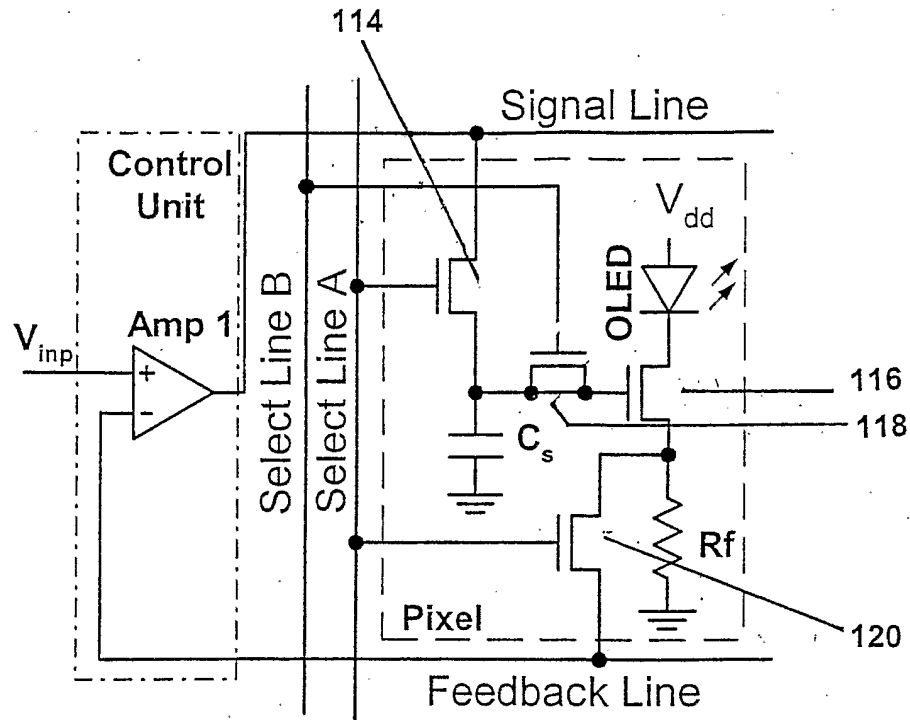 114
Signal Line
Control
Unit
V_dd
OLED
Select Line B
Select Line A
Amp 1
V_inp
+
-
116
118
C_s
Rf
Pixel
120
Feedback Line